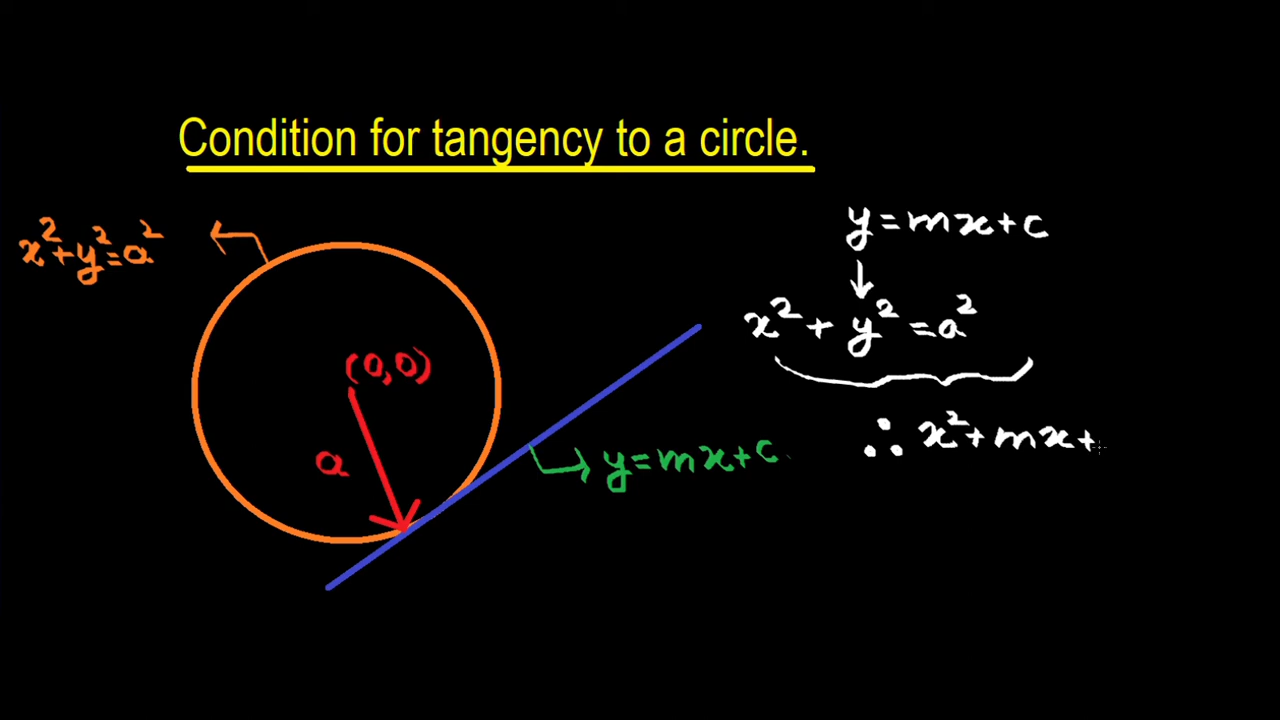 Condition for tangency to a circle.
x²+y²=a²
y=mx+c
x²+y²=a²
(0,0)
a
y=mx+c
∴ x²+mx+